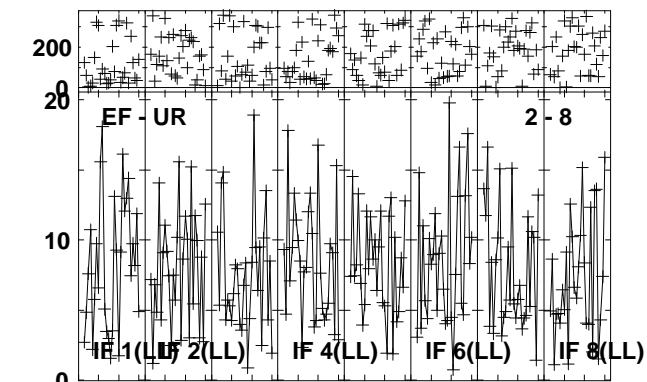 200
0
20
EF - UR 2 - 8
10
IF 1(LL) IF 2(LL) IF 4(LL) IF 6(LL) IF 8(LL)
0